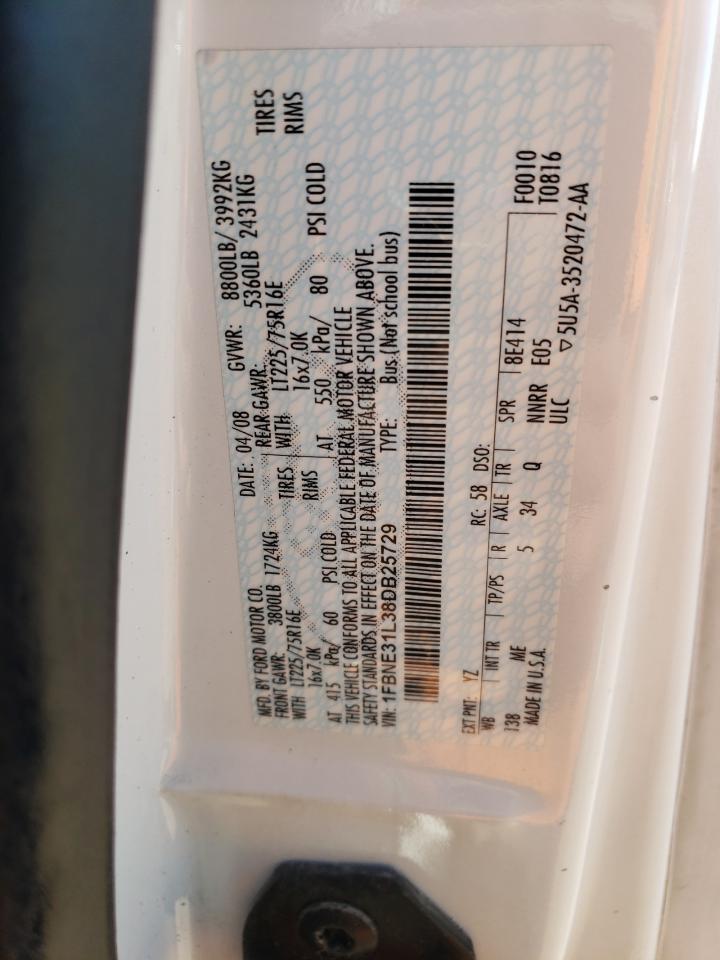 MFD. BY FORD MOTOR CO.
DATE: 04/08 GVWR: 8800LB/ 3992KG
FRONT GAWR: 3800LB 1724KG REAR GAWR: 5360LB 2431KG
WITH LT225/75R16E TIRES WITH LT225/75R16E TIRES
16x7.0K RIMS 16x7.0K RIMS
AT 415 kPa/ 60 PSI COLD AT 550 kPa/ 80 PSI COLD
THIS VEHICLE CONFORMS TO ALL APPLICABLE FEDERAL MOTOR VEHICLE
SAFETY STANDARDS IN EFFECT ON THE DATE OF MANUFACTURE SHOWN ABOVE.
VIN: 1FBNE31L38DB25729 TYPE: Bus (Not school bus)
EXT PNT: YZ RC: 58 DSO:
WB INT TR TP/PS R AXLE TR SPR 8E414 F0010
138 ME 5 34 Q NNRR E05 T0816
MADE IN U.S.A. ULC ▽5U5A-3520472-AA